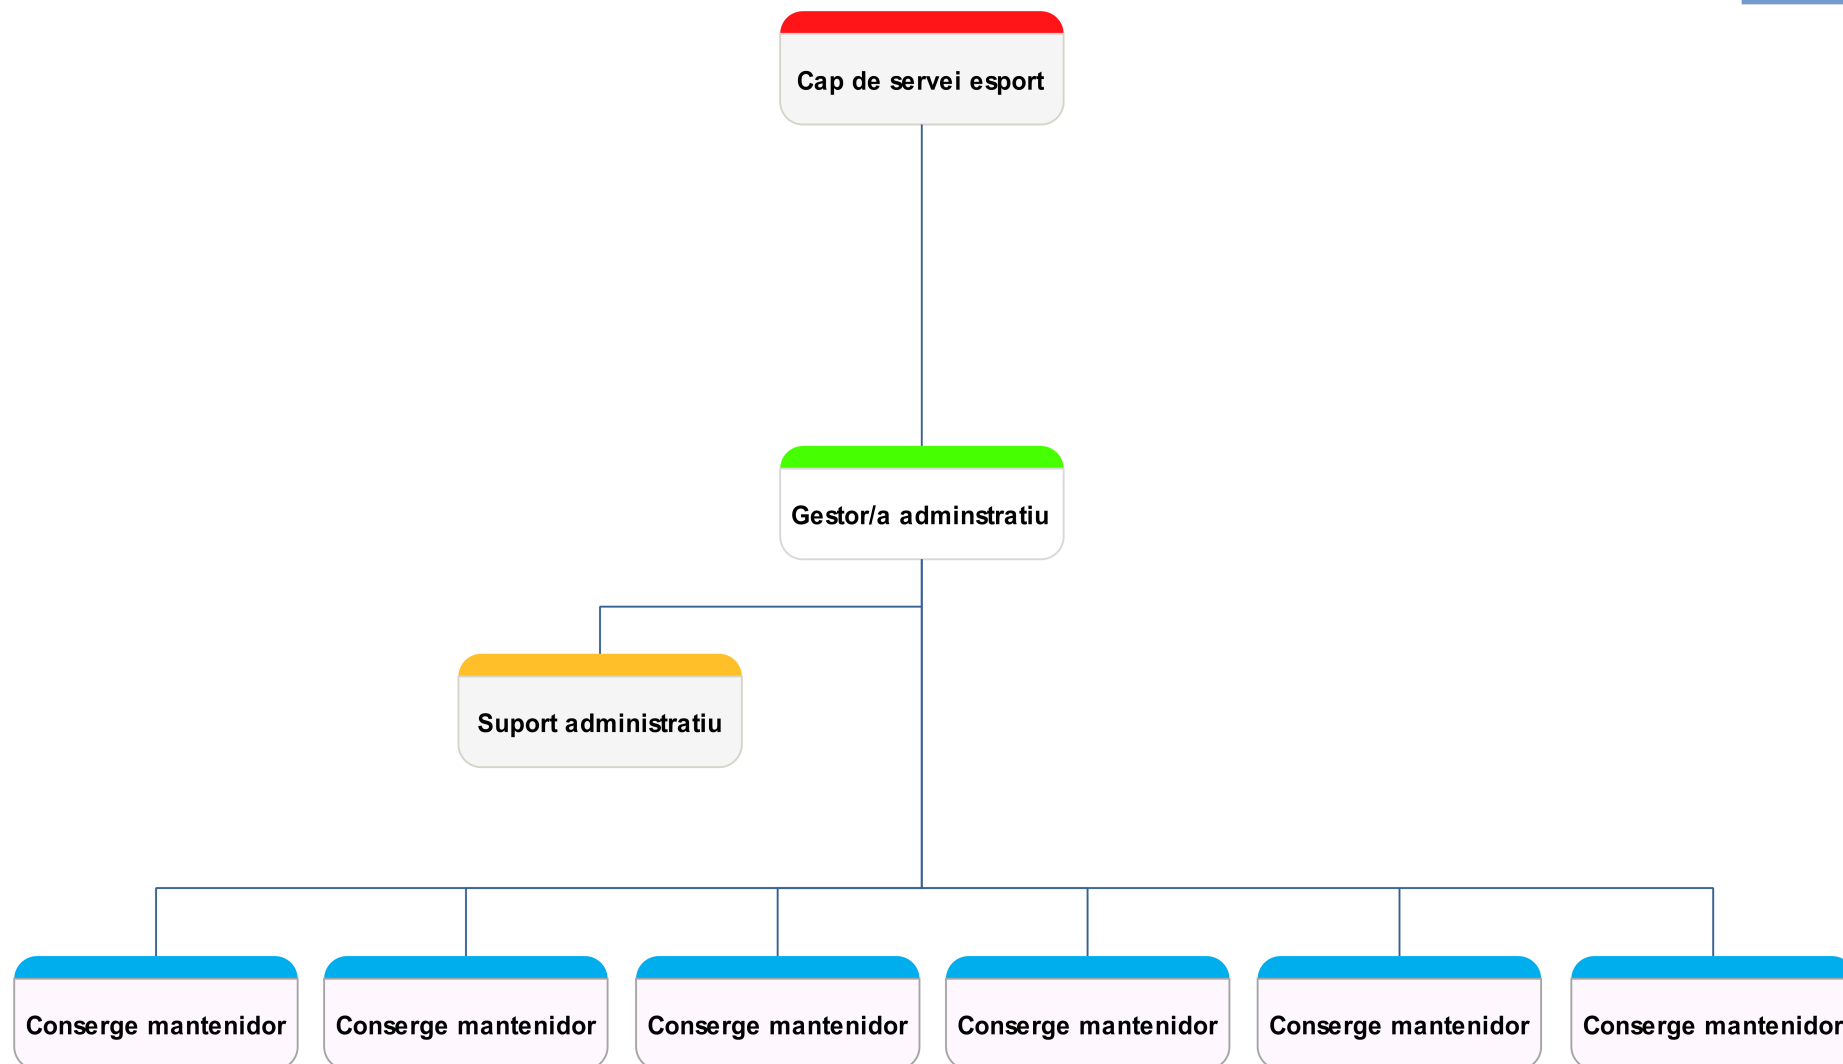 Cap de servei esport
Gestor/a adminstratiu
Suport administratiu
Conserge mantenidor
Conserge mantenidor
Conserge mantenidor
Conserge mantenidor
Conserge mantenidor
Conserge mantenidor